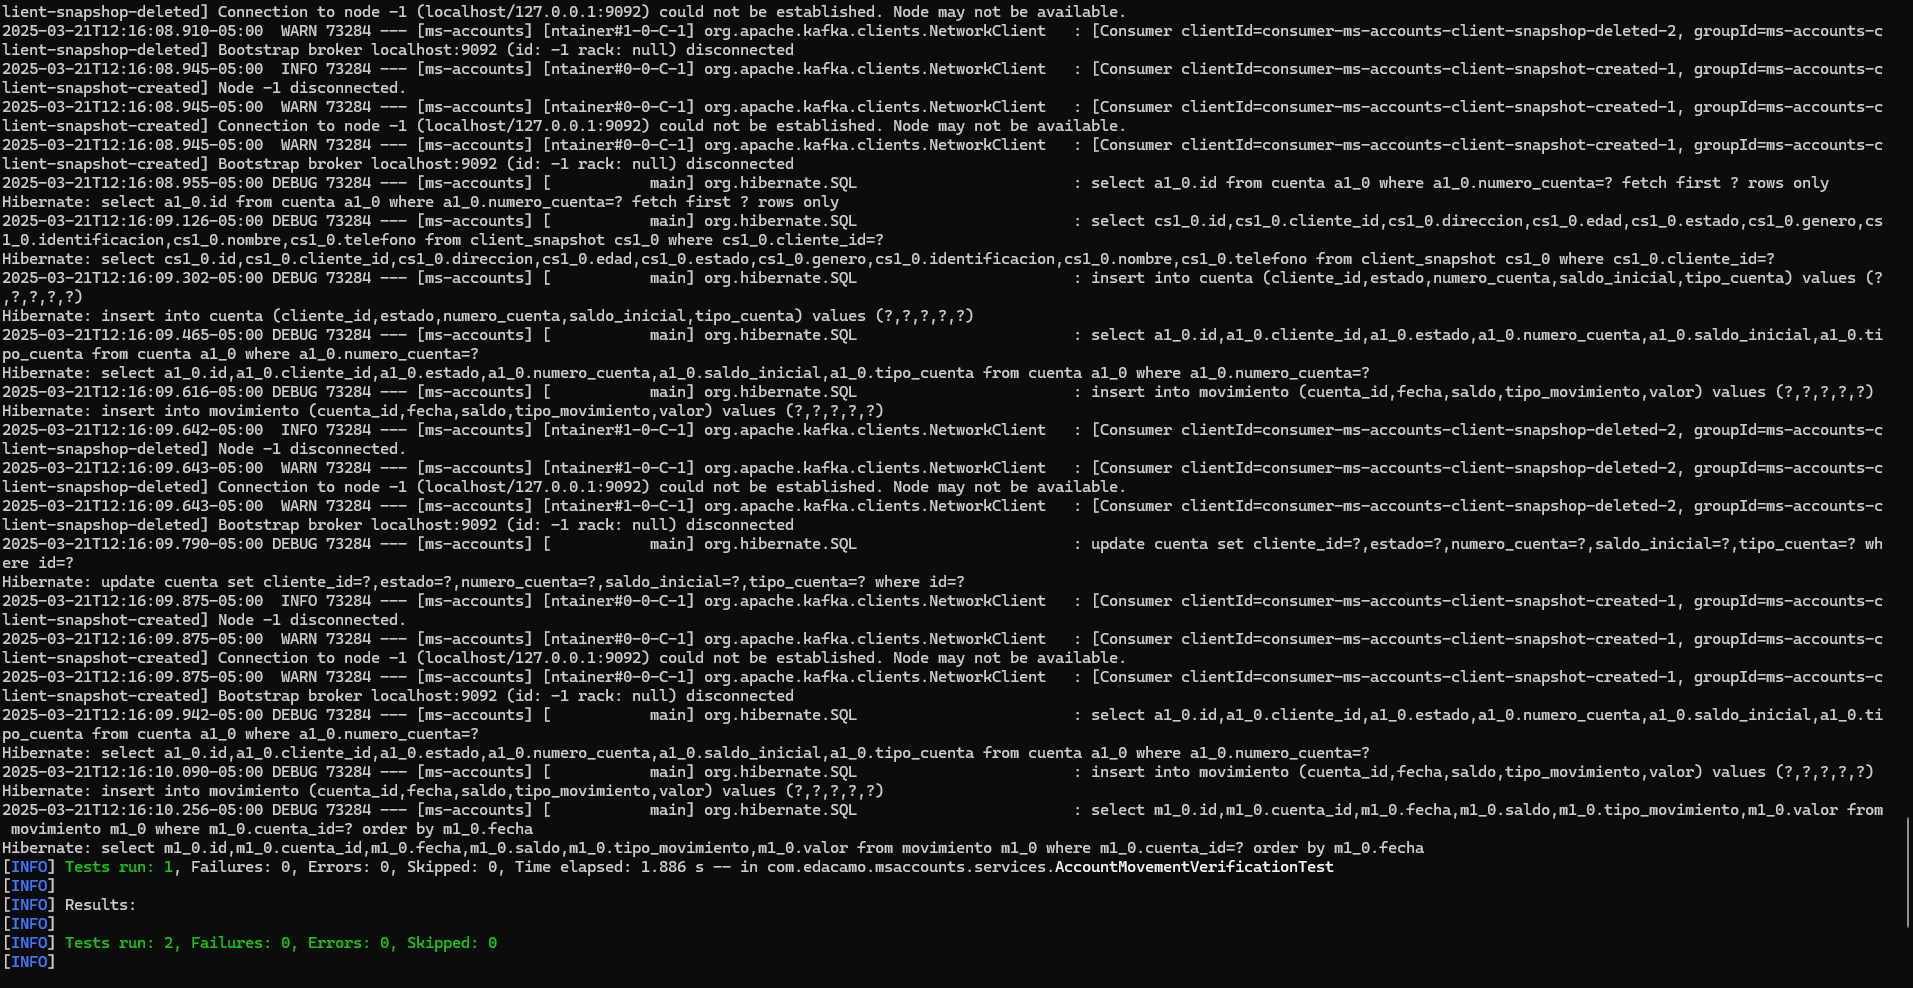 lient-snapshop-deleted] Connection to node -1 (localhost/127.0.0.1:9092) could not be established. Node may not be available.
2025-03-21T12:16:08.910-05:00  WARN 73284 --- [ms-accounts] [ntainer#1-0-C-1] org.apache.kafka.clients.NetworkClient   : [Consumer clientId=consumer-ms-accounts-client-snapshop-deleted-2, groupId=ms-accounts-c
lient-snapshop-deleted] Bootstrap broker localhost:9092 (id: -1 rack: null) disconnected
2025-03-21T12:16:08.945-05:00  INFO 73284 --- [ms-accounts] [ntainer#0-0-C-1] org.apache.kafka.clients.NetworkClient   : [Consumer clientId=consumer-ms-accounts-client-snapshot-created-1, groupId=ms-accounts-c
lient-snapshot-created] Node -1 disconnected.
2025-03-21T12:16:08.945-05:00  WARN 73284 --- [ms-accounts] [ntainer#0-0-C-1] org.apache.kafka.clients.NetworkClient   : [Consumer clientId=consumer-ms-accounts-client-snapshot-created-1, groupId=ms-accounts-c
lient-snapshot-created] Connection to node -1 (localhost/127.0.0.1:9092) could not be established. Node may not be available.
2025-03-21T12:16:08.945-05:00  WARN 73284 --- [ms-accounts] [ntainer#0-0-C-1] org.apache.kafka.clients.NetworkClient   : [Consumer clientId=consumer-ms-accounts-client-snapshot-created-1, groupId=ms-accounts-c
lient-snapshot-created] Bootstrap broker localhost:9092 (id: -1 rack: null) disconnected
2025-03-21T12:16:08.955-05:00 DEBUG 73284 --- [ms-accounts] [           main] org.hibernate.SQL                        : select a1_0.id from cuenta a1_0 where a1_0.numero_cuenta=? fetch first ? rows only
Hibernate: select a1_0.id from cuenta a1_0 where a1_0.numero_cuenta=? fetch first ? rows only
2025-03-21T12:16:09.126-05:00 DEBUG 73284 --- [ms-accounts] [           main] org.hibernate.SQL                        : select cs1_0.id,cs1_0.cliente_id,cs1_0.direccion,cs1_0.edad,cs1_0.estado,cs1_0.genero,cs
1_0.identificacion,cs1_0.nombre,cs1_0.telefono from client_snapshot cs1_0 where cs1_0.cliente_id=?
Hibernate: select cs1_0.id,cs1_0.cliente_id,cs1_0.direccion,cs1_0.edad,cs1_0.estado,cs1_0.genero,cs1_0.identificacion,cs1_0.nombre,cs1_0.telefono from client_snapshot cs1_0 where cs1_0.cliente_id=?
2025-03-21T12:16:09.302-05:00 DEBUG 73284 --- [ms-accounts] [           main] org.hibernate.SQL                        : insert into cuenta (cliente_id,estado,numero_cuenta,saldo_inicial,tipo_cuenta) values (?
,?,?,?,?)
Hibernate: insert into cuenta (cliente_id,estado,numero_cuenta,saldo_inicial,tipo_cuenta) values (?,?,?,?,?)
2025-03-21T12:16:09.465-05:00 DEBUG 73284 --- [ms-accounts] [           main] org.hibernate.SQL                        : select a1_0.id,a1_0.cliente_id,a1_0.estado,a1_0.numero_cuenta,a1_0.saldo_inicial,a1_0.ti
po_cuenta from cuenta a1_0 where a1_0.numero_cuenta=?
Hibernate: select a1_0.id,a1_0.cliente_id,a1_0.estado,a1_0.numero_cuenta,a1_0.saldo_inicial,a1_0.tipo_cuenta from cuenta a1_0 where a1_0.numero_cuenta=?
2025-03-21T12:16:09.616-05:00 DEBUG 73284 --- [ms-accounts] [           main] org.hibernate.SQL                        : insert into movimiento (cuenta_id,fecha,saldo,tipo_movimiento,valor) values (?,?,?,?,?)
Hibernate: insert into movimiento (cuenta_id,fecha,saldo,tipo_movimiento,valor) values (?,?,?,?,?)
2025-03-21T12:16:09.642-05:00  INFO 73284 --- [ms-accounts] [ntainer#1-0-C-1] org.apache.kafka.clients.NetworkClient   : [Consumer clientId=consumer-ms-accounts-client-snapshop-deleted-2, groupId=ms-accounts-c
lient-snapshop-deleted] Node -1 disconnected.
2025-03-21T12:16:09.643-05:00  WARN 73284 --- [ms-accounts] [ntainer#1-0-C-1] org.apache.kafka.clients.NetworkClient   : [Consumer clientId=consumer-ms-accounts-client-snapshop-deleted-2, groupId=ms-accounts-c
lient-snapshop-deleted] Connection to node -1 (localhost/127.0.0.1:9092) could not be established. Node may not be available.
2025-03-21T12:16:09.643-05:00  WARN 73284 --- [ms-accounts] [ntainer#1-0-C-1] org.apache.kafka.clients.NetworkClient   : [Consumer clientId=consumer-ms-accounts-client-snapshop-deleted-2, groupId=ms-accounts-c
lient-snapshop-deleted] Bootstrap broker localhost:9092 (id: -1 rack: null) disconnected
2025-03-21T12:16:09.790-05:00 DEBUG 73284 --- [ms-accounts] [           main] org.hibernate.SQL                        : update cuenta set cliente_id=?,estado=?,numero_cuenta=?,saldo_inicial=?,tipo_cuenta=? wh
ere id=?
Hibernate: update cuenta set cliente_id=?,estado=?,numero_cuenta=?,saldo_inicial=?,tipo_cuenta=? where id=?
2025-03-21T12:16:09.875-05:00  INFO 73284 --- [ms-accounts] [ntainer#0-0-C-1] org.apache.kafka.clients.NetworkClient   : [Consumer clientId=consumer-ms-accounts-client-snapshot-created-1, groupId=ms-accounts-c
lient-snapshot-created] Node -1 disconnected.
2025-03-21T12:16:09.875-05:00  WARN 73284 --- [ms-accounts] [ntainer#0-0-C-1] org.apache.kafka.clients.NetworkClient   : [Consumer clientId=consumer-ms-accounts-client-snapshot-created-1, groupId=ms-accounts-c
lient-snapshot-created] Connection to node -1 (localhost/127.0.0.1:9092) could not be established. Node may not be available.
2025-03-21T12:16:09.875-05:00  WARN 73284 --- [ms-accounts] [ntainer#0-0-C-1] org.apache.kafka.clients.NetworkClient   : [Consumer clientId=consumer-ms-accounts-client-snapshot-created-1, groupId=ms-accounts-c
lient-snapshot-created] Bootstrap broker localhost:9092 (id: -1 rack: null) disconnected
2025-03-21T12:16:09.942-05:00 DEBUG 73284 --- [ms-accounts] [           main] org.hibernate.SQL                        : select a1_0.id,a1_0.cliente_id,a1_0.estado,a1_0.numero_cuenta,a1_0.saldo_inicial,a1_0.ti
po_cuenta from cuenta a1_0 where a1_0.numero_cuenta=?
Hibernate: select a1_0.id,a1_0.cliente_id,a1_0.estado,a1_0.numero_cuenta,a1_0.saldo_inicial,a1_0.tipo_cuenta from cuenta a1_0 where a1_0.numero_cuenta=?
2025-03-21T12:16:10.090-05:00 DEBUG 73284 --- [ms-accounts] [           main] org.hibernate.SQL                        : insert into movimiento (cuenta_id,fecha,saldo,tipo_movimiento,valor) values (?,?,?,?,?)
Hibernate: insert into movimiento (cuenta_id,fecha,saldo,tipo_movimiento,valor) values (?,?,?,?,?)
2025-03-21T12:16:10.256-05:00 DEBUG 73284 --- [ms-accounts] [           main] org.hibernate.SQL                        : select m1_0.id,m1_0.cuenta_id,m1_0.fecha,m1_0.saldo,m1_0.tipo_movimiento,m1_0.valor from
 movimiento m1_0 where m1_0.cuenta_id=? order by m1_0.fecha
Hibernate: select m1_0.id,m1_0.cuenta_id,m1_0.fecha,m1_0.saldo,m1_0.tipo_movimiento,m1_0.valor from movimiento m1_0 where m1_0.cuenta_id=? order by m1_0.fecha
[INFO] Tests run: 1, Failures: 0, Errors: 0, Skipped: 0, Time elapsed: 1.886 s -- in com.edacamo.msaccounts.services.AccountMovementVerificationTest
[INFO]
[INFO] Results:
[INFO]
[INFO] Tests run: 2, Failures: 0, Errors: 0, Skipped: 0
[INFO]